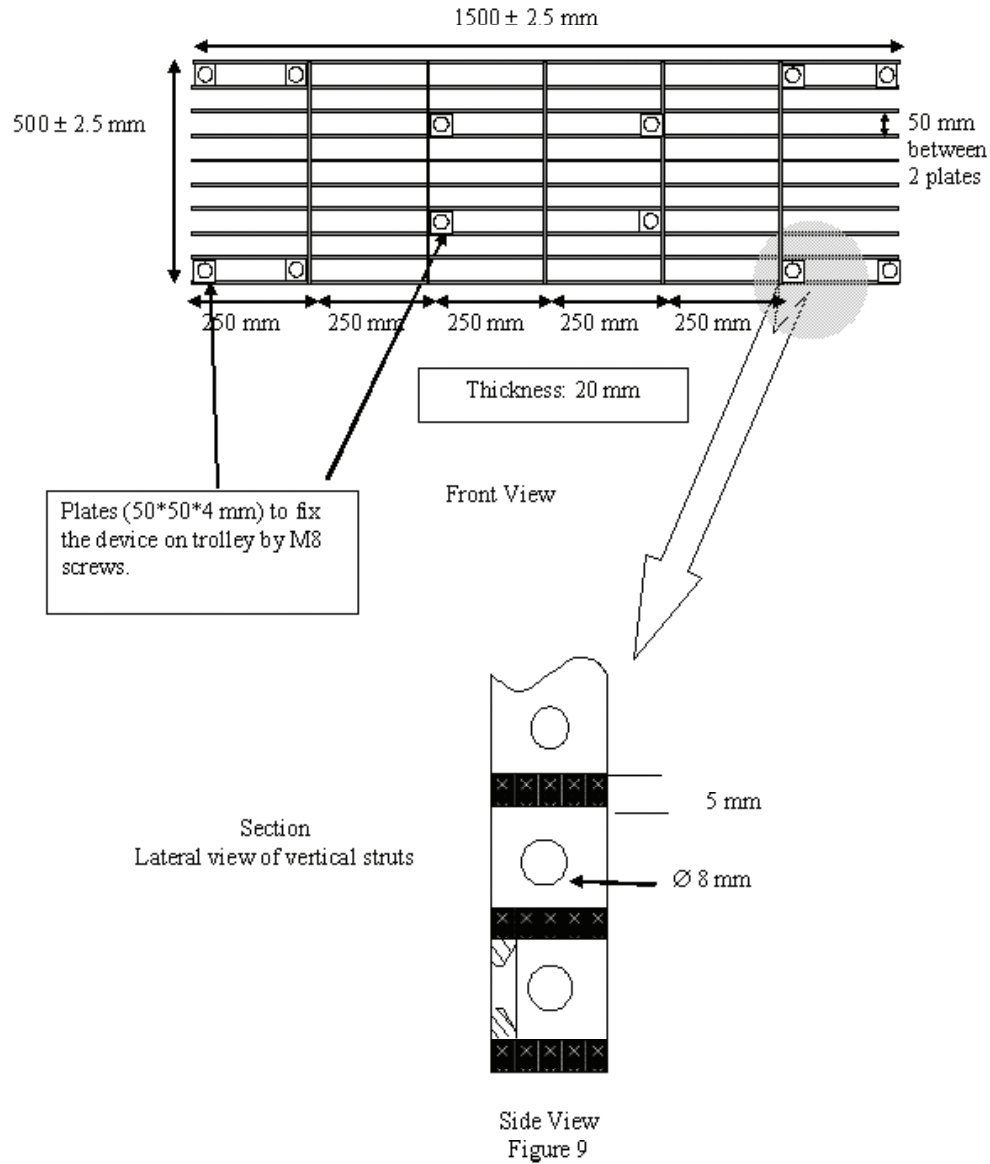 1500 ± 2.5 mm
500 ± 2.5 mm
50 mm
between
2 plates
250 mm
250 mm
250 mm
250 mm
250 mm
Thickness: 20 mm
Front View
Plates (50*50*4 mm) to fix
the device on trolley by M8
screws.
5 mm
Section
Lateral view of vertical struts
Ø 8 mm
Side View
Figure 9